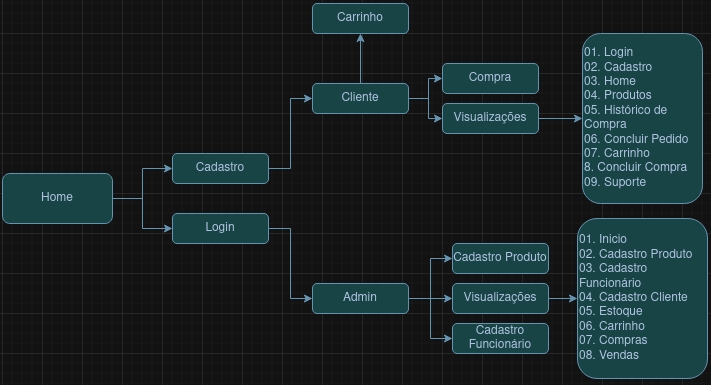 Carrinho
Cliente
Compra
Visualizações
01. Login
02. Cadastro
03. Home
04. Produtos
05. Histórico de
Compra
06. Concluir Pedido
07. Carrinho
8. Concluir Compra
09. Suporte
Cadastro
Home
Login
Admin
Cadastro Produto
Visualizações
Cadastro
Funcionário
01. Inicio
02. Cadastro Produto
03. Cadastro
Funcionário
04. Cadastro Cliente
05. Estoque
06. Carrinho
07. Compras
08. Vendas